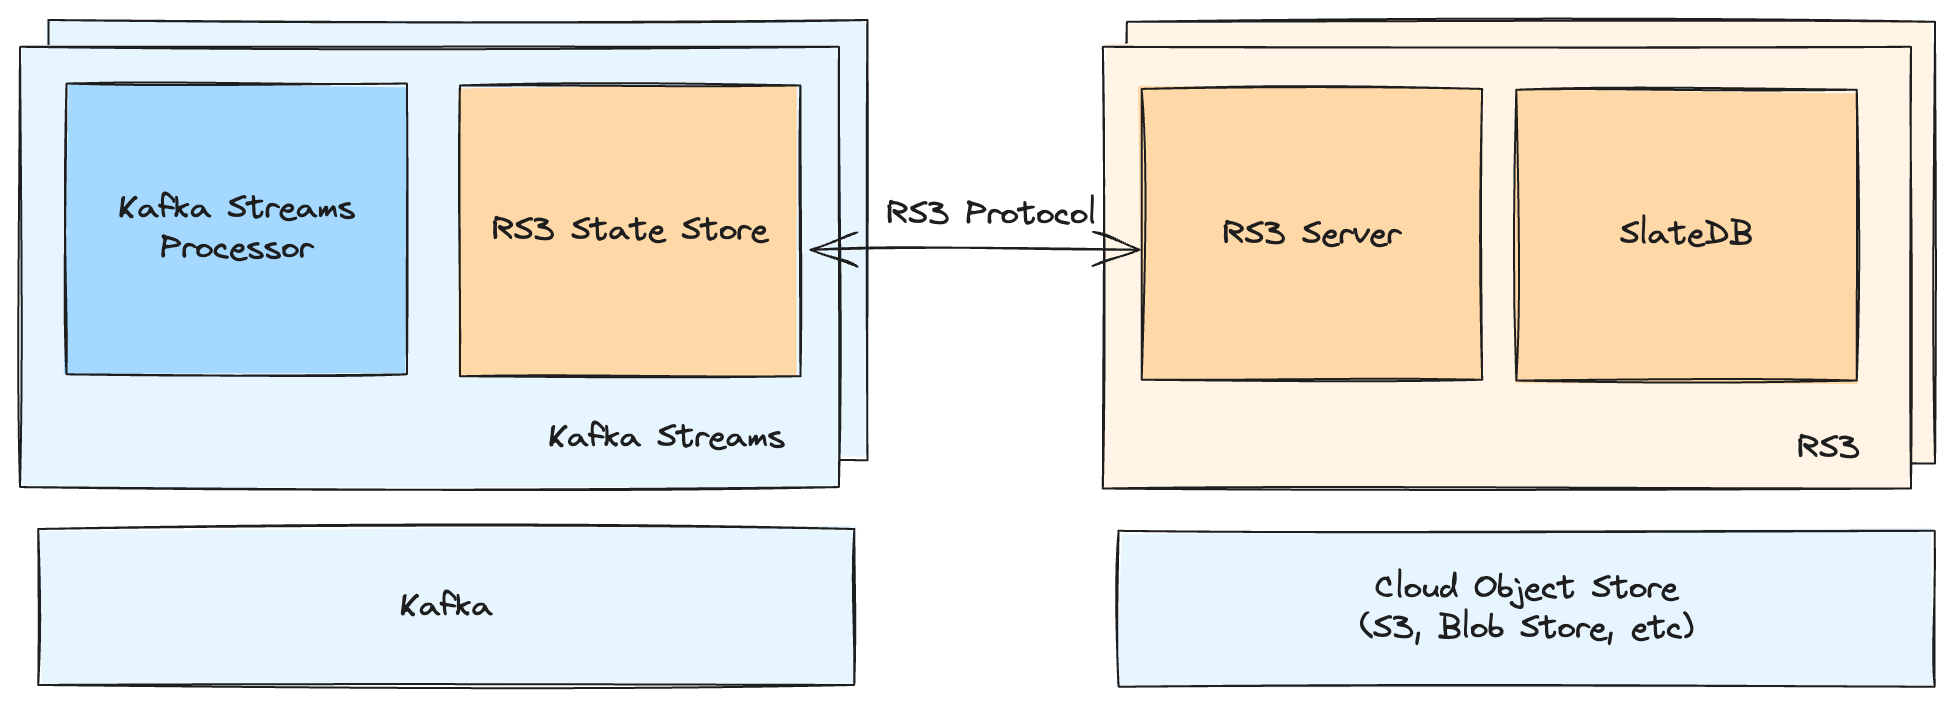 Kafka Streams
Processor
RS3 State Store
RS3 Protocol
RS3 Server
SlateDB
Kafka Streams
RS3
Kafka
Cloud Object Store
(S3, Blob Store, etc)